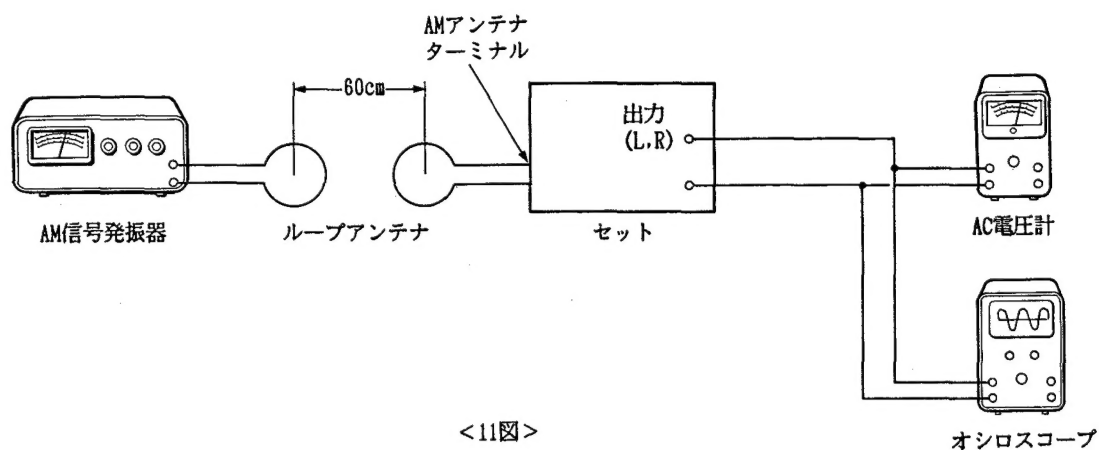 AMアンテナ
ターミナル
60cm
出力
(L,R)
AM信号発振器
ループアンテナ
セット
AC電圧計
オシロスコープ
<11図>